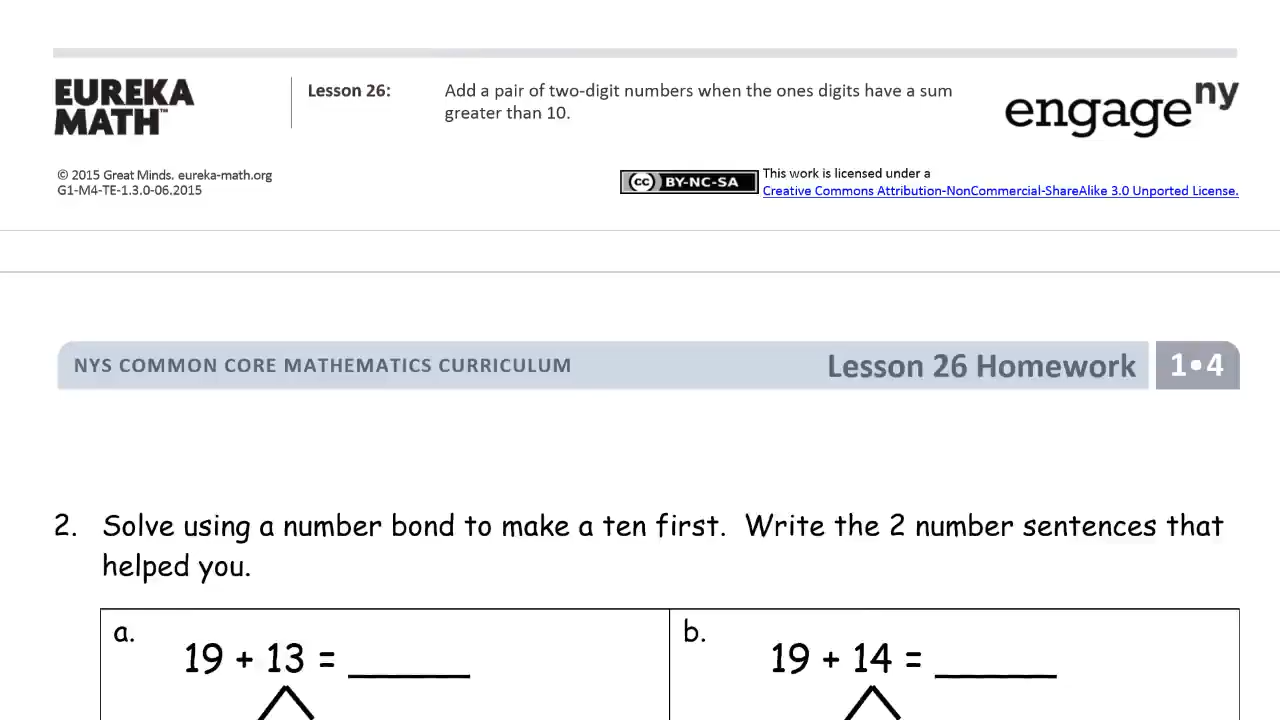 EUREKA
MATH™
Lesson 26:
Add a pair of two-digit numbers when the ones digits have a sum
greater than 10.
engageny
© 2015 Great Minds. eureka-math.org
G1-M4-TE-1.3.0-06.2015
cc BY-NC-SA
This work is licensed under a
Creative Commons Attribution-NonCommercial-ShareAlike 3.0 Unported License.
NYS COMMON CORE MATHEMATICS CURRICULUM
Lesson 26 Homework
1•4
2. Solve using a number bond to make a ten first. Write the 2 number sentences that
helped you.
a.
19 + 13 = ______
b.
19 + 14 = ______